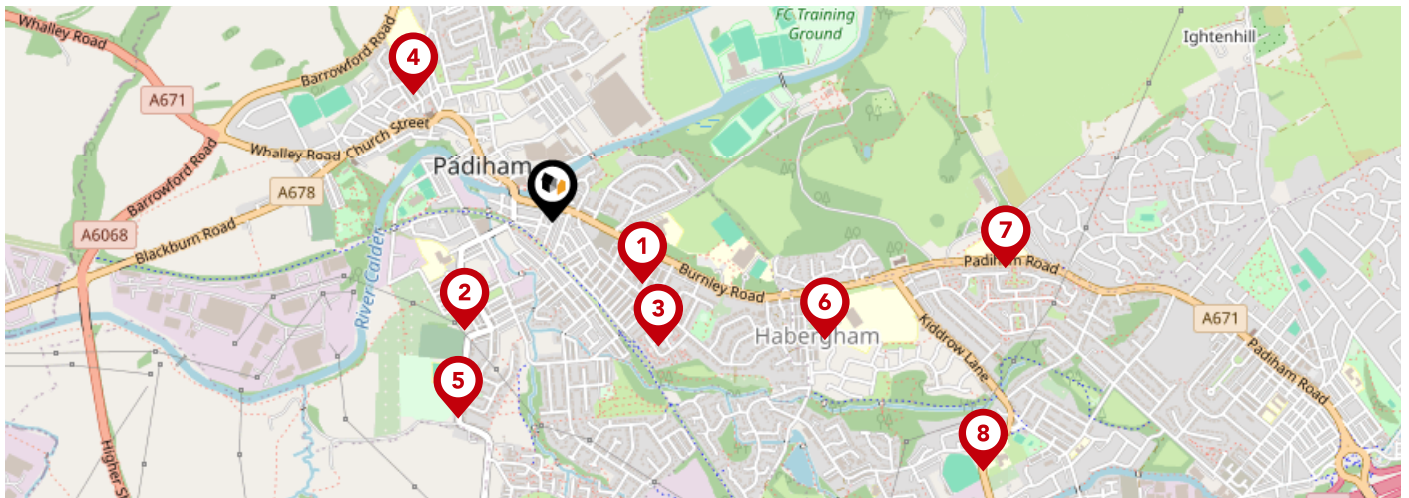 Whalley Road
FC Training
Ground
Ightenhill
Barrowford Road
4
A671
Church Street
Whalley Road
Padiham
Barrowford Road
A678
A6068
Blackburn Road
River Calder
1
7
Padiham Road
2
Burnley Road
3
6
Habergham
A671
Kiddrow Lane
Padiham Road
5
8
Higher S